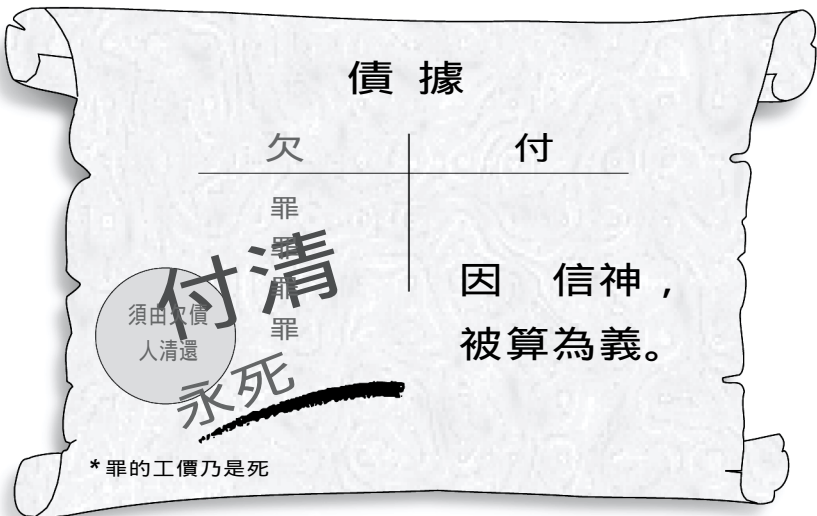 債據
欠 付
罪
罪
罪
罪
付清
須由欠債
人清還
永死
因 信神，
被算為義。
*罪的工價乃是死